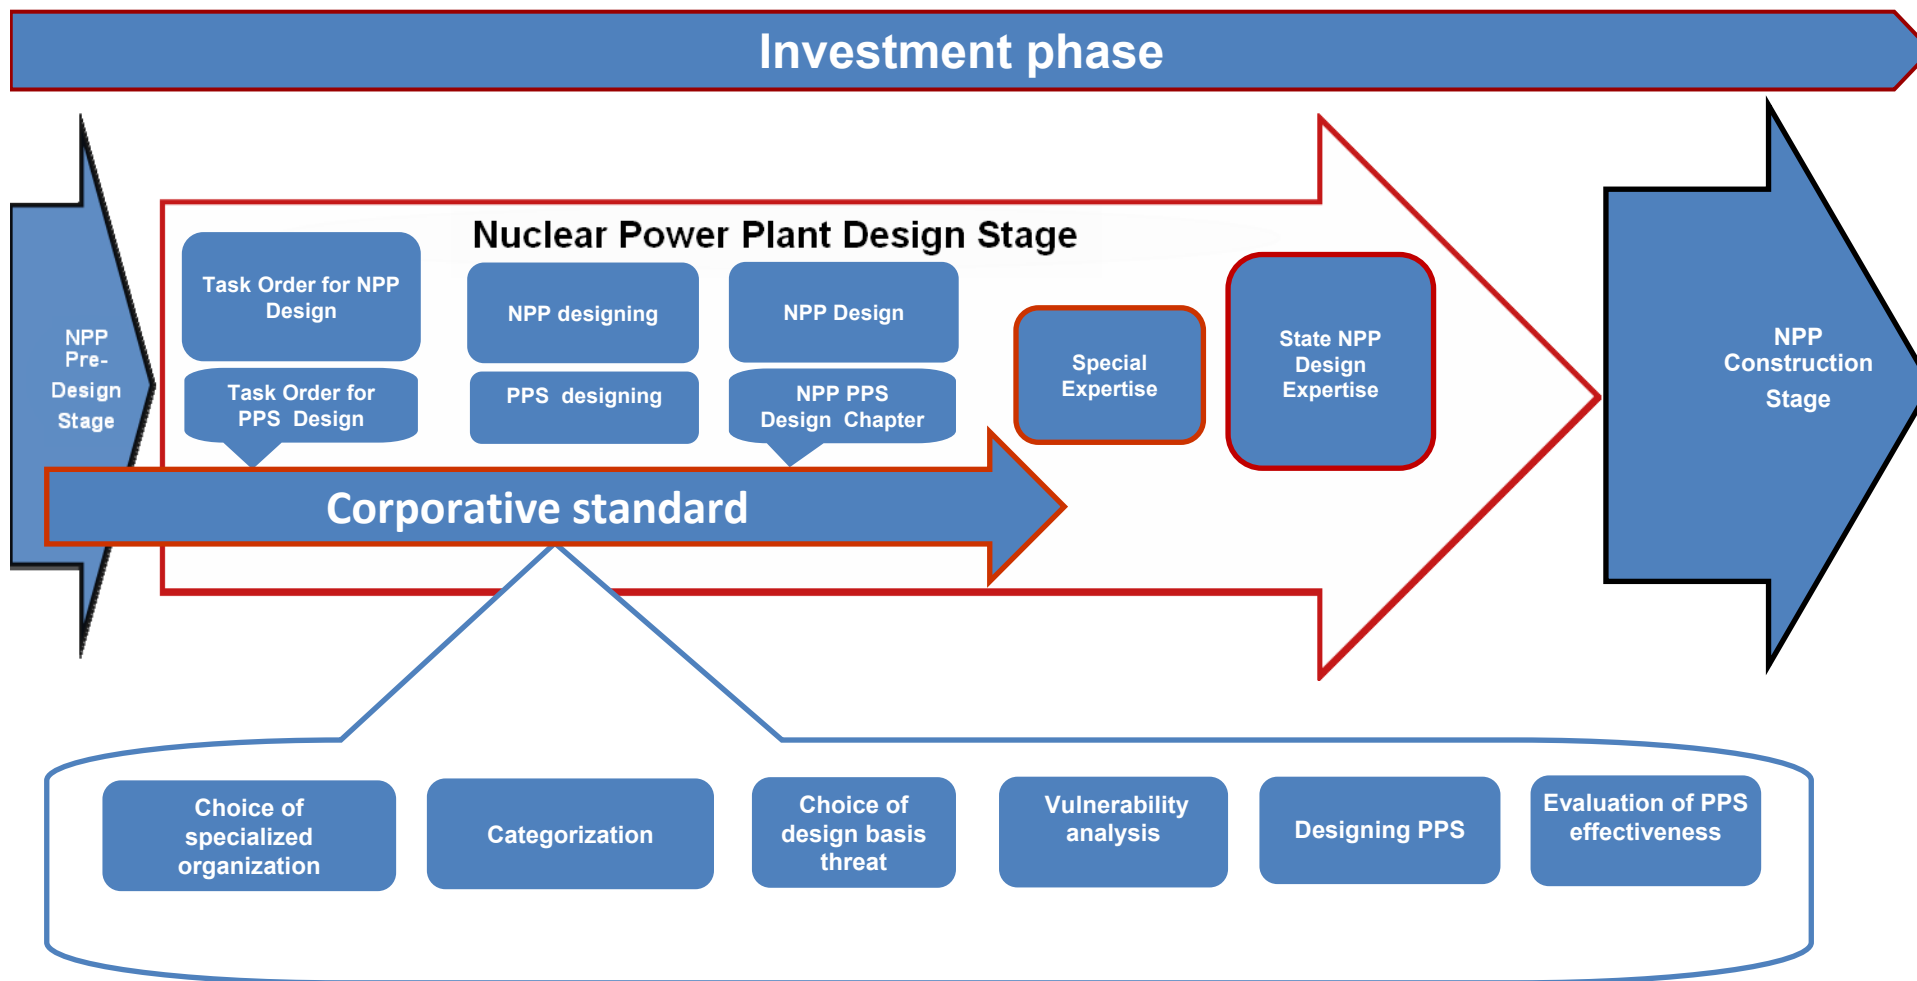 Investment phase
NPP
Pre-
Design
Stage
Nuclear Power Plant Design Stage
Task Order for NPP
Design
NPP designing
NPP Design
Task Order for
PPS Design
PPS designing
NPP PPS
Design Chapter
Special
Expertise
State NPP
Design
Expertise
NPP
Construction
Stage
Corporative standard
Choice of
specialized
organization
Categorization
Choice of
design basis
threat
Vulnerability
analysis
Designing PPS
Evaluation of PPS
effectiveness